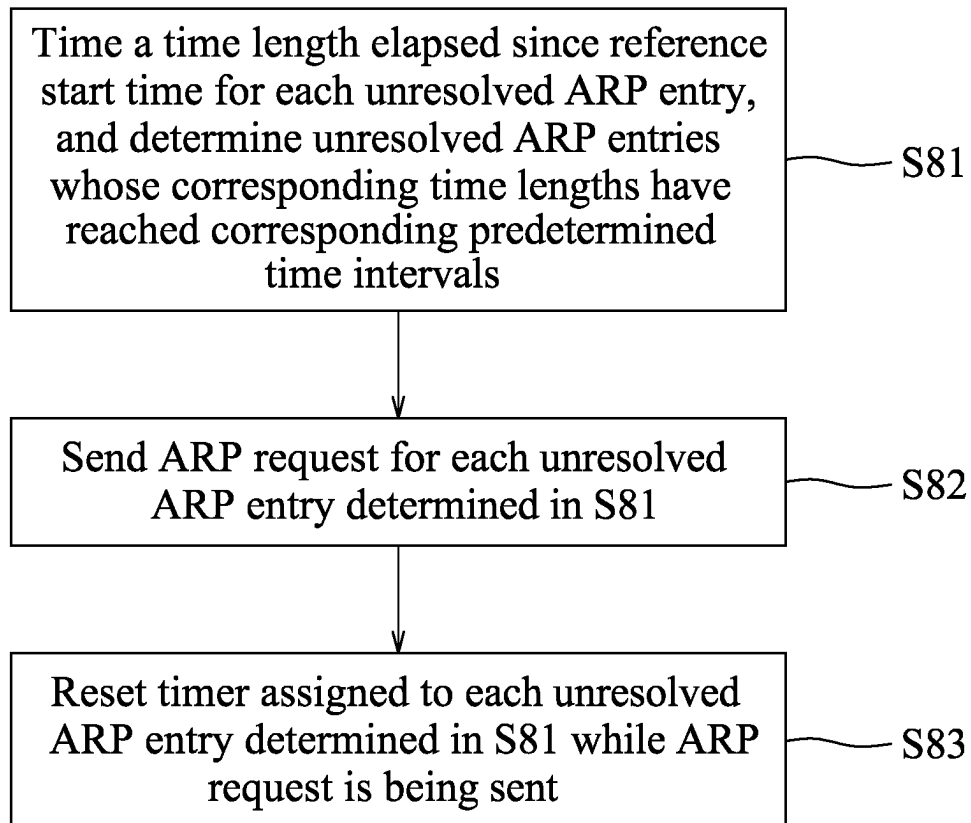 Time a time length elapsed since reference
start time for each unresolved ARP entry,
and determine unresolved ARP entries
whose corresponding time lengths have
reached corresponding predetermined
time intervals
S81
Send ARP request for each unresolved
ARP entry determined in S81
S82
Reset timer assigned to each unresolved
ARP entry determined in S81 while ARP
request is being sent
S83